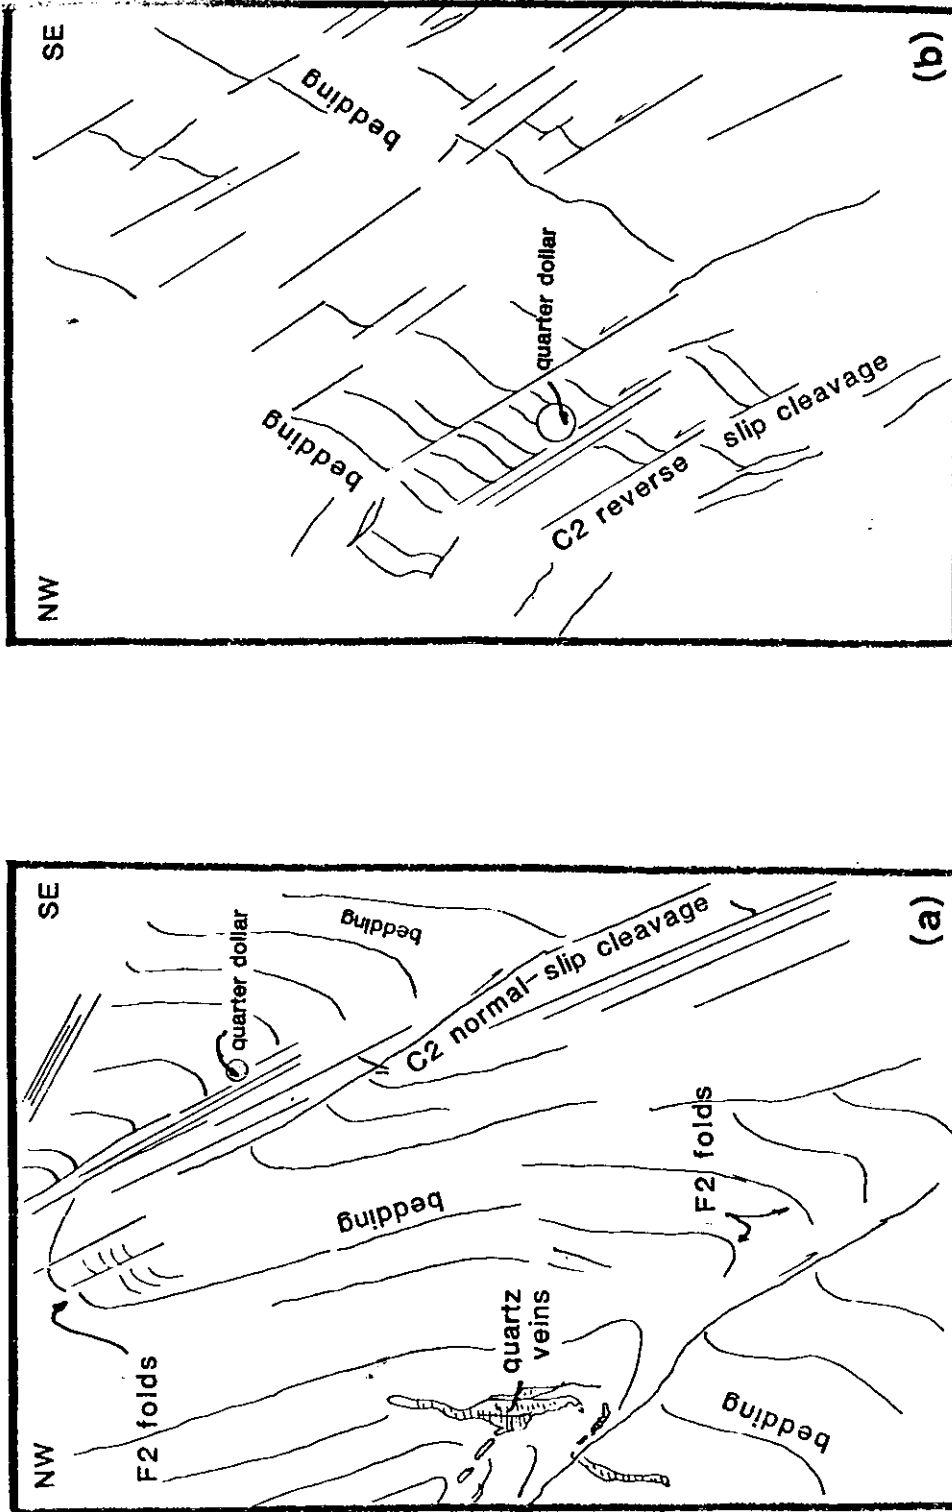 NW
SE
F2 folds
quarter dollar
bedding
bedding
C2 normal-slip cleavage
quartz
veins
F2 folds
bedding
(a)
NW
SE
bedding
bedding
quarter dollar
C2 reverse slip cleavage
(b)